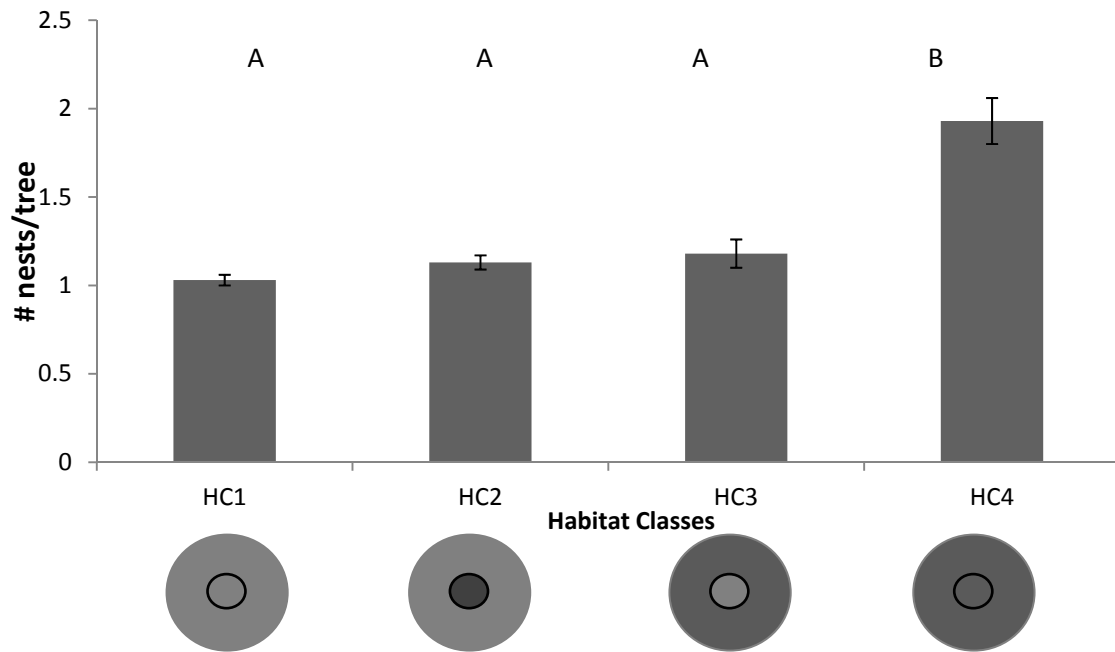 2.5
A A A B
2
1.5
1
0.5
0
# nests/tree
HC1 HC2 HC3 HC4
Habitat Classes